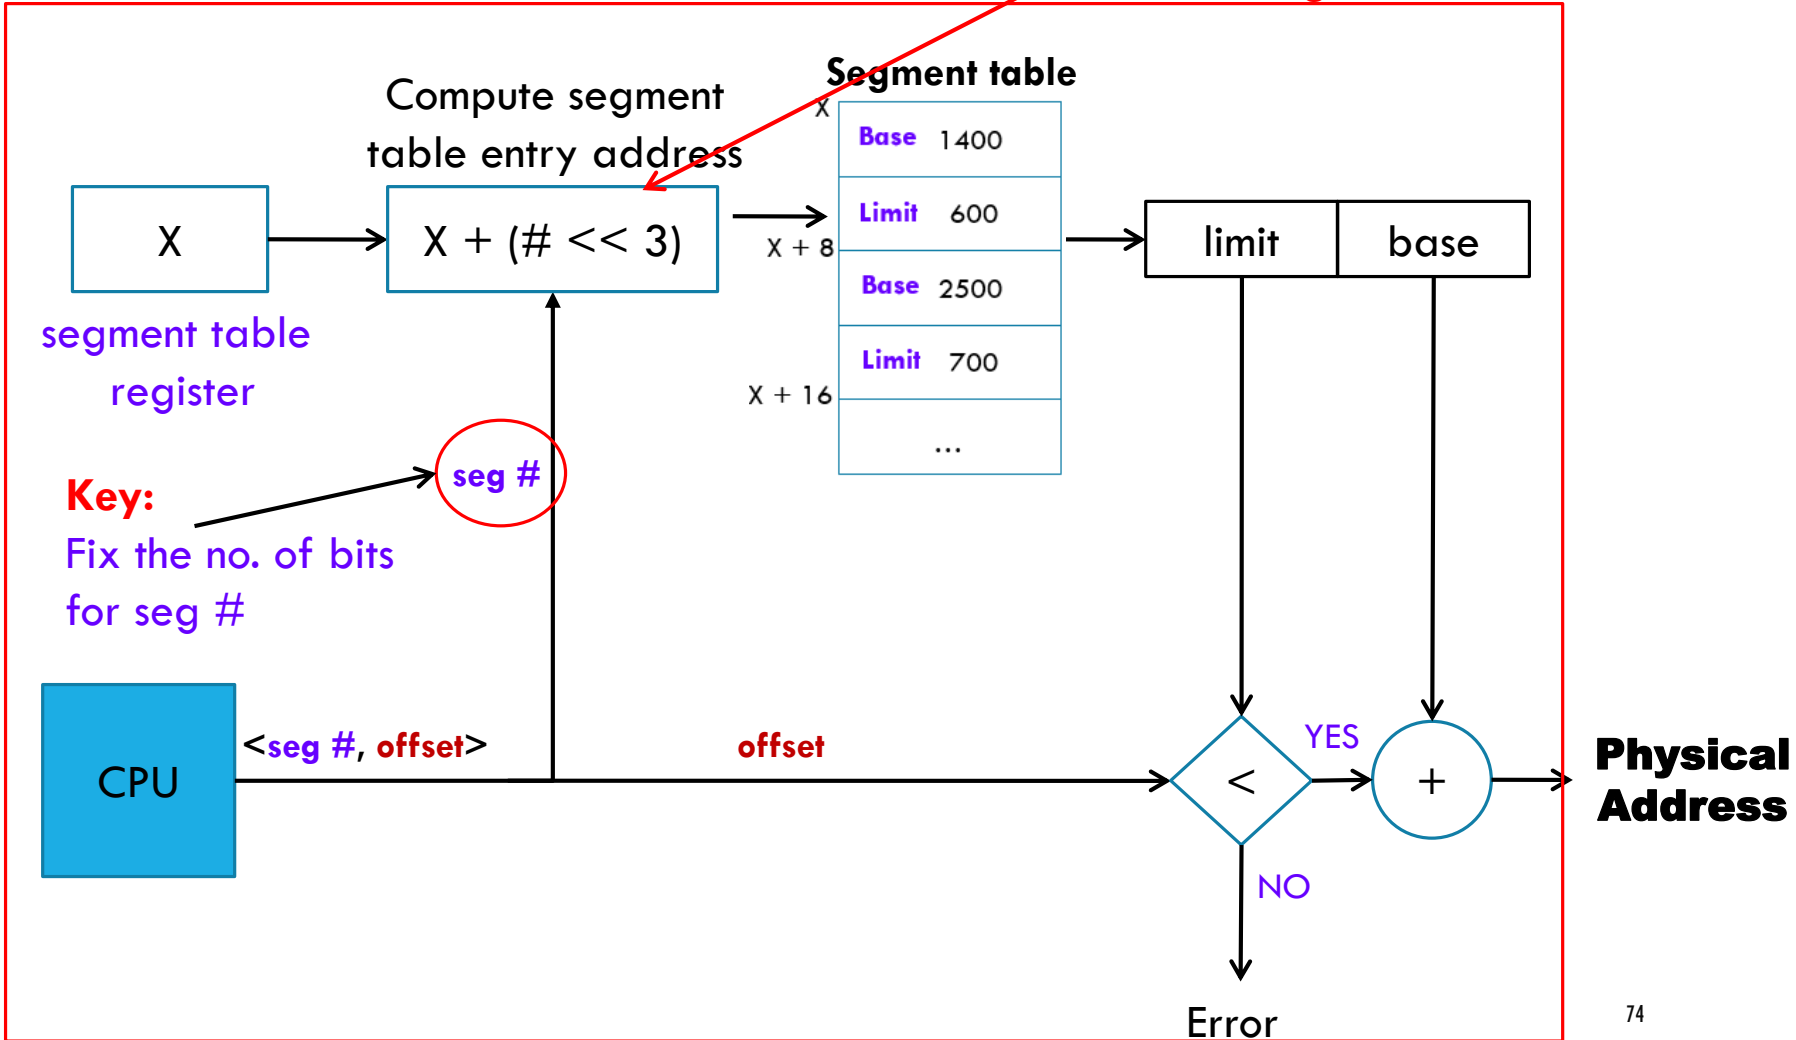 Segment table
Compute segment
table entry address
X
Base 1400
Limit 600
X + 8
Base 2500
Limit 700
X + 16
...
X
X + (# << 3)
limit
base
segment table
register
seg #
Key:
Fix the no. of bits
for seg #
CPU
<seg #, offset>
offset
<
YES
+
Physical
Address
NO
Error
74